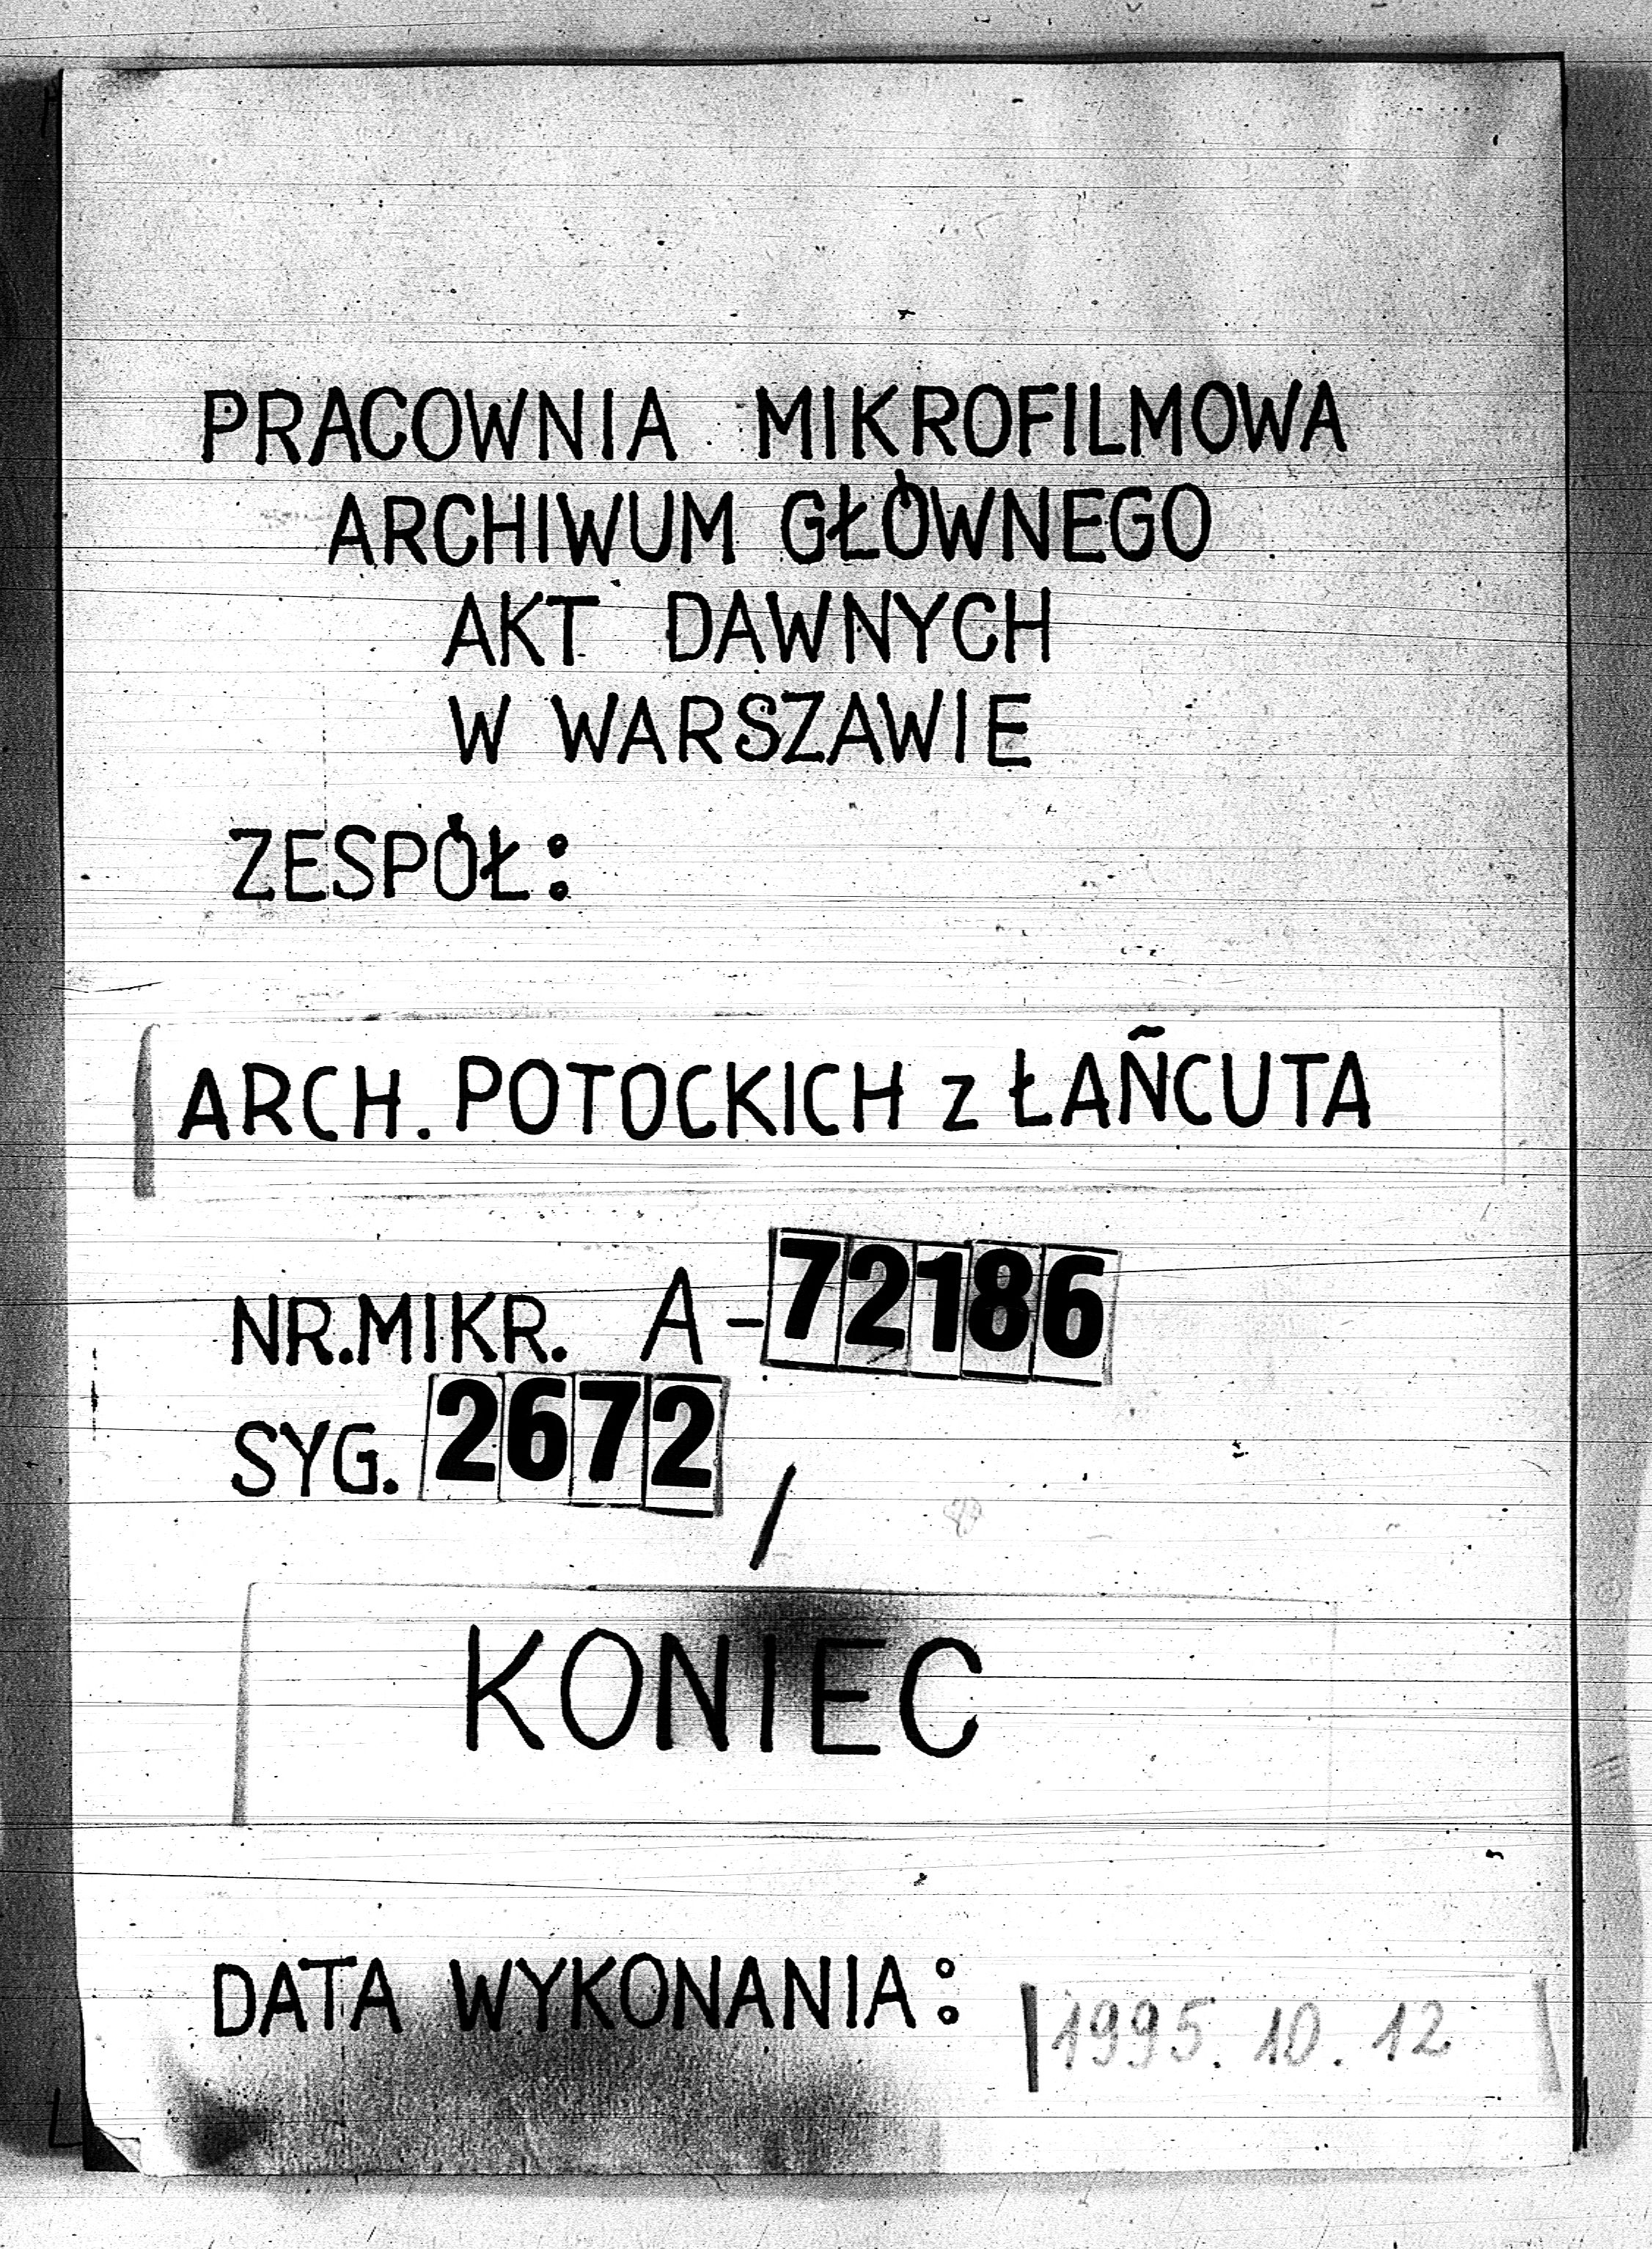 PRACOWNIA MIKROFILMOWA
ARCHIWUM GŁÓWNEGO
AKT DAWNYCH
W WARSZAWIE
ZESPÓŁ:
ARCH. POTOCKICH z ŁAŃCUTA
NR.MIKR. A-72186
SYG. 2672 /
KONIEC
DATA WYKONANIA: 1995.10.12